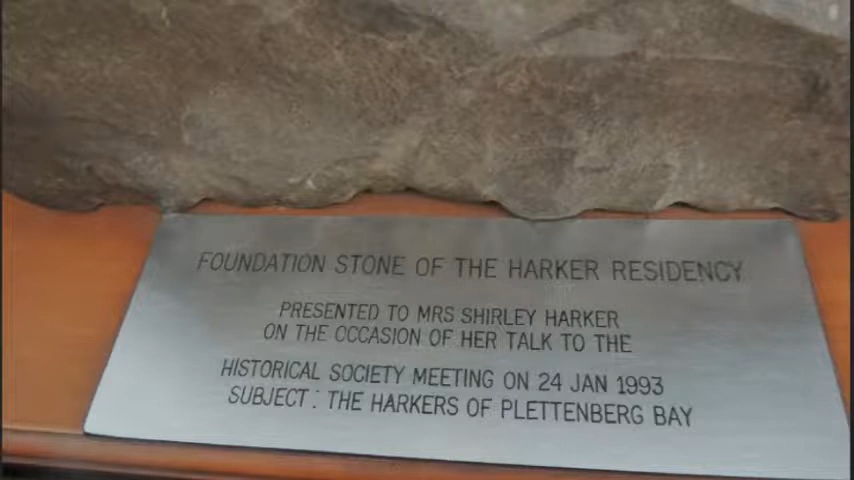 FOUNDATION STONE OF THE HARKER RESIDENCY
PRESENTED TO MRS SHIRLEY HARKER
ON THE OCCASION OF HER TALK TO THE
HISTORICAL SOCIETY MEETING ON 24 JAN 1993
SUBJECT : THE HARKERS OF PLETTENBERG BAY